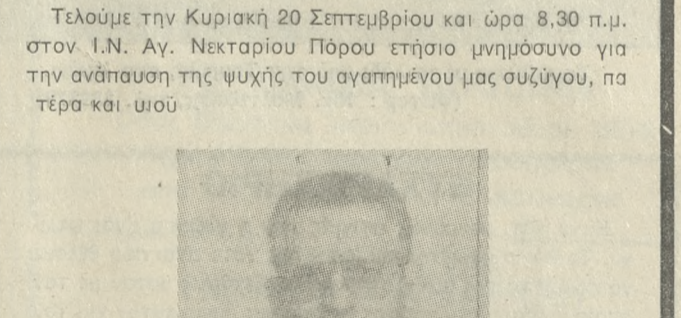 Τελούμε την Κυριακή 20 Σεπτεμβρίου και ώρα 8,30 π.μ.
στον Ι.Ν. Αγ. Νεκταρίου Πόρου ετήσιο μνημόσυνο για
την ανάπαυση της ψυχής του αγαπημένου μας συζύγου, πα
τέρα και υιού